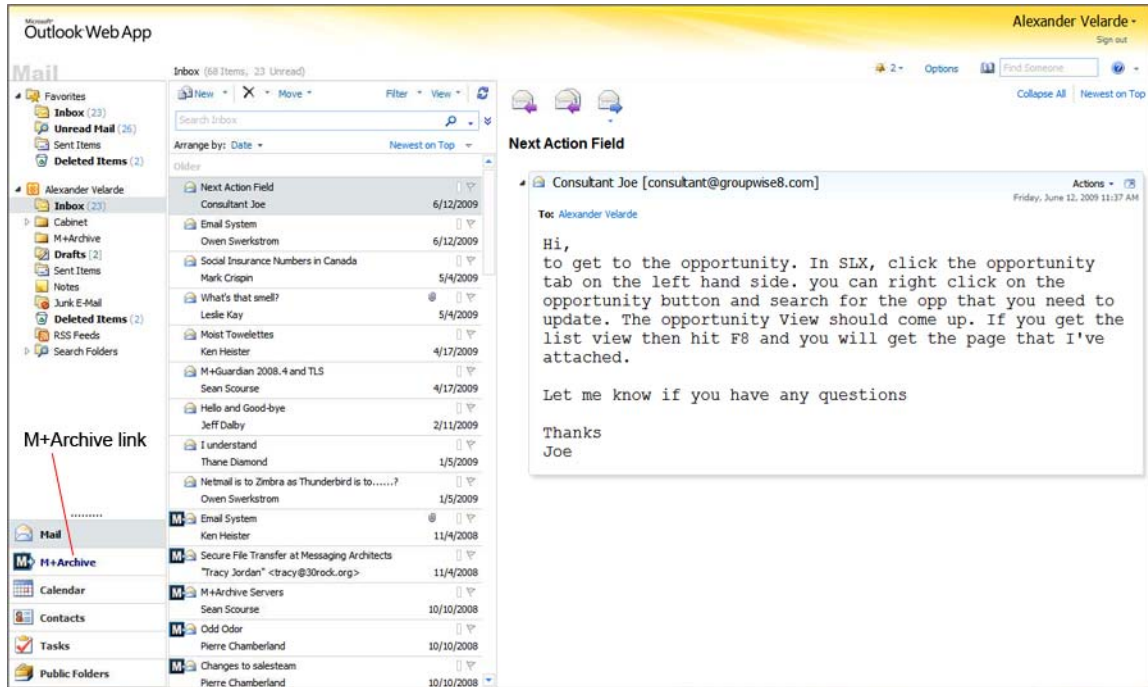 Microsoft®
Outlook Web App
Alexander Velarde
Sign out
Mail
Inbox (68 Items, 23 Unread)
2
Options
Find Someone
Favorites
Inbox (23)
Unread Mail (26)
Sent Items
Deleted Items (2)
Alexander Velarde
Inbox (23)
Cabinet
M+Archive
Drafts [2]
Sent Items
Notes
Junk E-Mail
Deleted Items (2)
RSS Feeds
Search Folders
M+Archive link
Mail
M+Archive
Calendar
Contacts
Tasks
Public Folders
New Move Filter View
Search Inbox
Arrange by: Date Newest on Top
Older
Next Action Field
Consultant Joe 6/12/2009
Email System
Owen Swerkstrom 6/12/2009
Social Insurance Numbers in Canada
Mark Crispin 5/4/2009
What's that smell?
Leslie Kay 5/4/2009
Moist Towelettes
Ken Heister 4/17/2009
M+Guardian 2008.4 and TLS
Sean Scourse 4/17/2009
Hello and Good-bye
Jeff Dalby 2/11/2009
I understand
Thane Diamond 1/5/2009
Netmail is to Zimbra as Thunderbird is to......?
Owen Swerkstrom 1/5/2009
Email System
Ken Heister 11/4/2008
Secure File Transfer at Messaging Architects
"Tracy Jordan" <tracy@30rock.org> 11/4/2008
M+Archive Servers
Sean Scourse 10/10/2008
Odd Odor
Pierre Chamberland 10/10/2008
Changes to salesteam
Pierre Chamberland 10/10/2008
Collapse All Newest on Top
Next Action Field
Consultant Joe [consultant@groupwise8.com]
Actions
Friday, June 12, 2009 11:37 AM
To: Alexander Velarde
Hi,
to get to the opportunity. In SLX, click the opportunity
tab on the left hand side. you can right click on the
opportunity button and search for the opp that you need to
update. The opportunity View should come up. If you get the
list view then hit F8 and you will get the page that I've
attached.
Let me know if you have any questions
Thanks
Joe